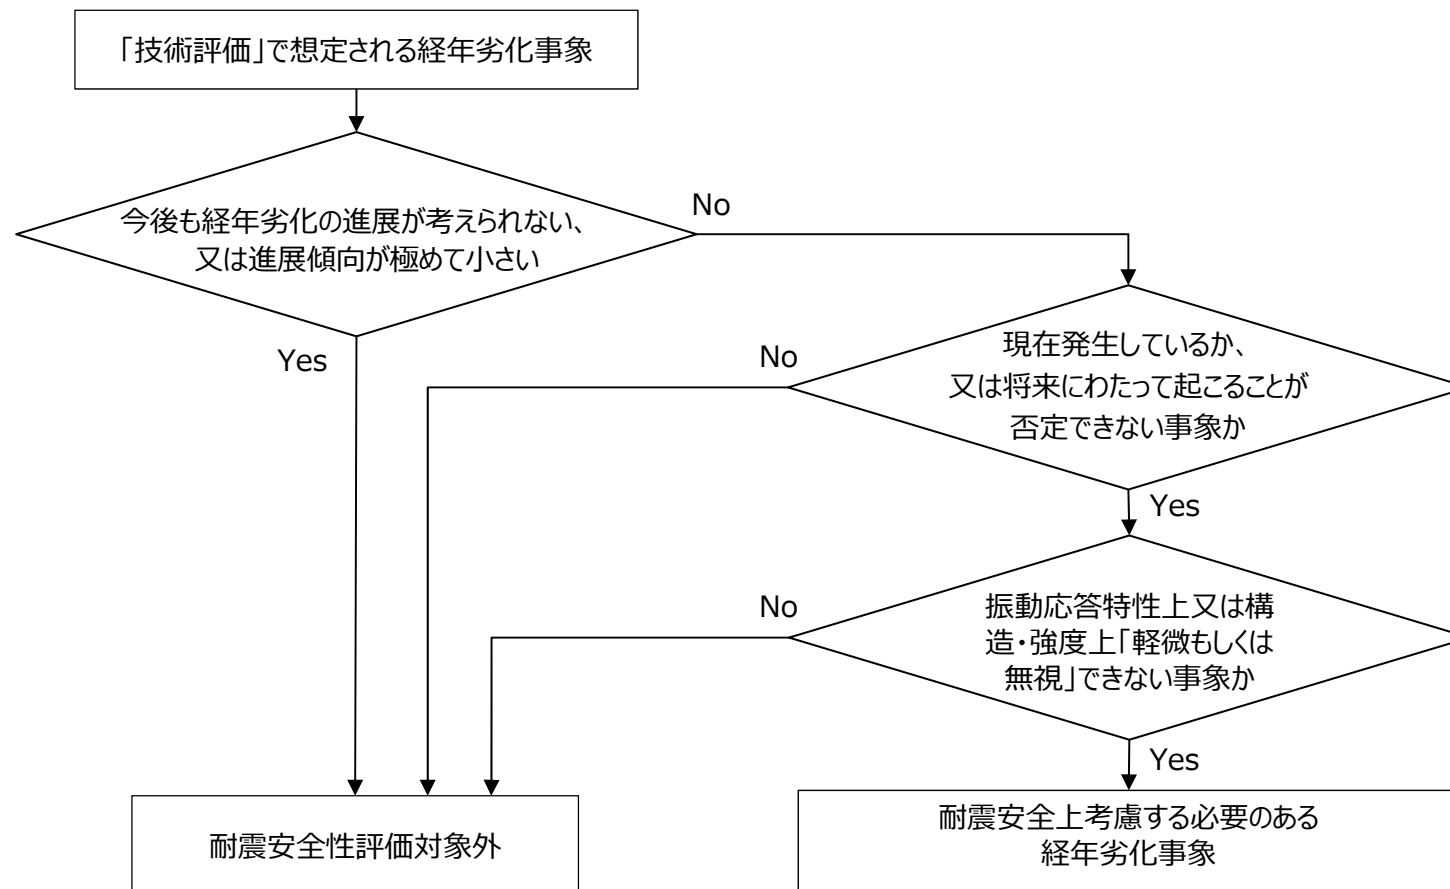 「技術評価」で想定される経年劣化事象
今後も経年劣化の進展が考えられない、
又は進展傾向が極めて小さい
No
Yes
現在発生しているか、
又は将来にわたって起こることが
否定できない事象か
No
Yes
振動応答特性上又は構
造・強度上「軽微もしくは
無視」できない事象か
No
Yes
耐震安全性評価対象外
耐震安全上考慮する必要のある
経年劣化事象